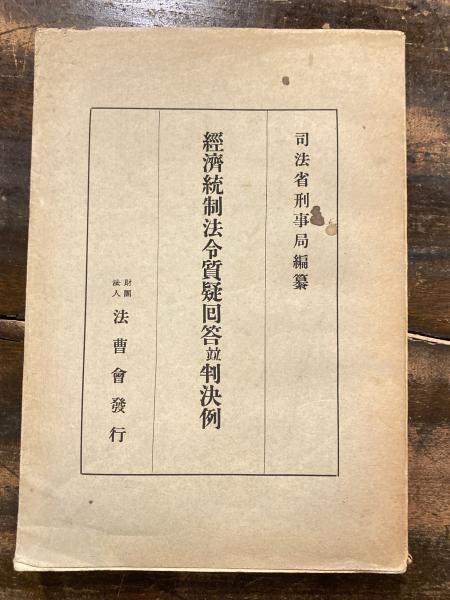 司法省刑事局編纂
經濟統制法令質疑回答並判決例
財團法人 法曹會發行